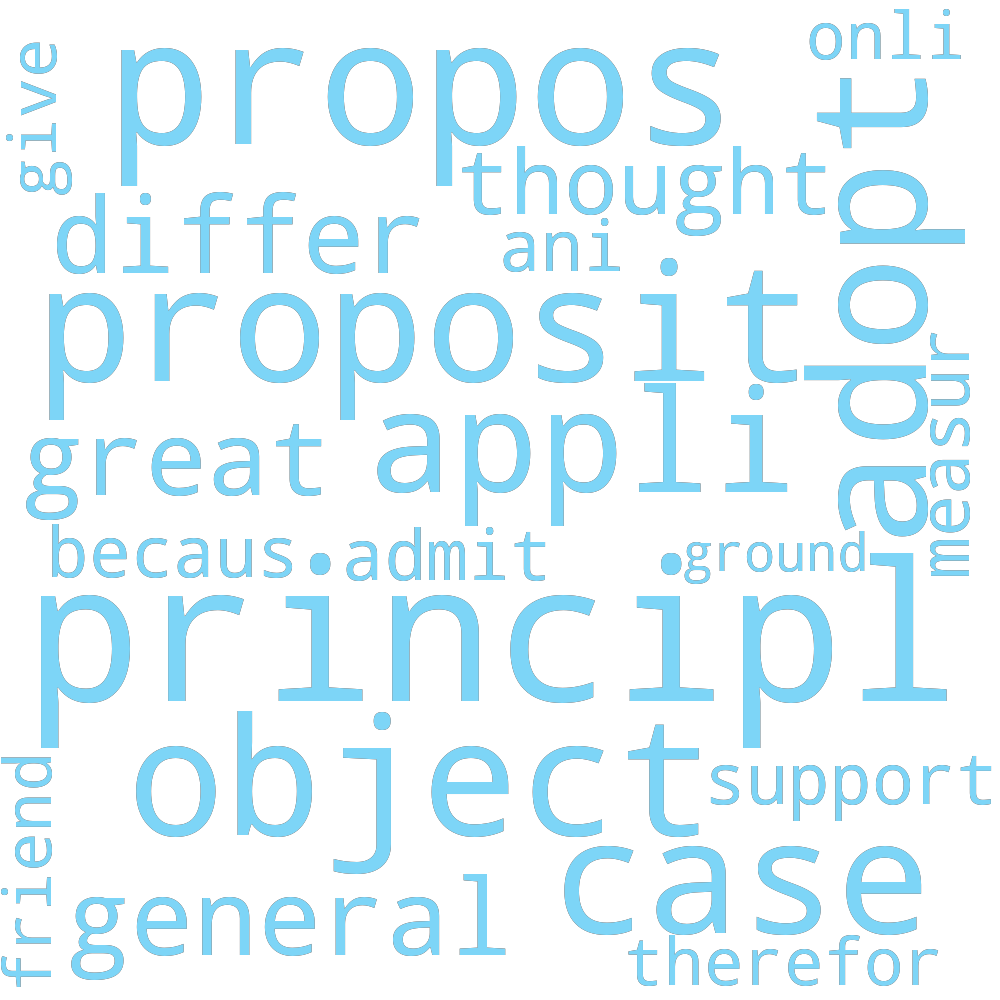 propos
onli
give
thought
adopt
differ
ani
proposit
measur
great
appli
becaus
admit
ground
principl
object
support
friend
case
general
therefor